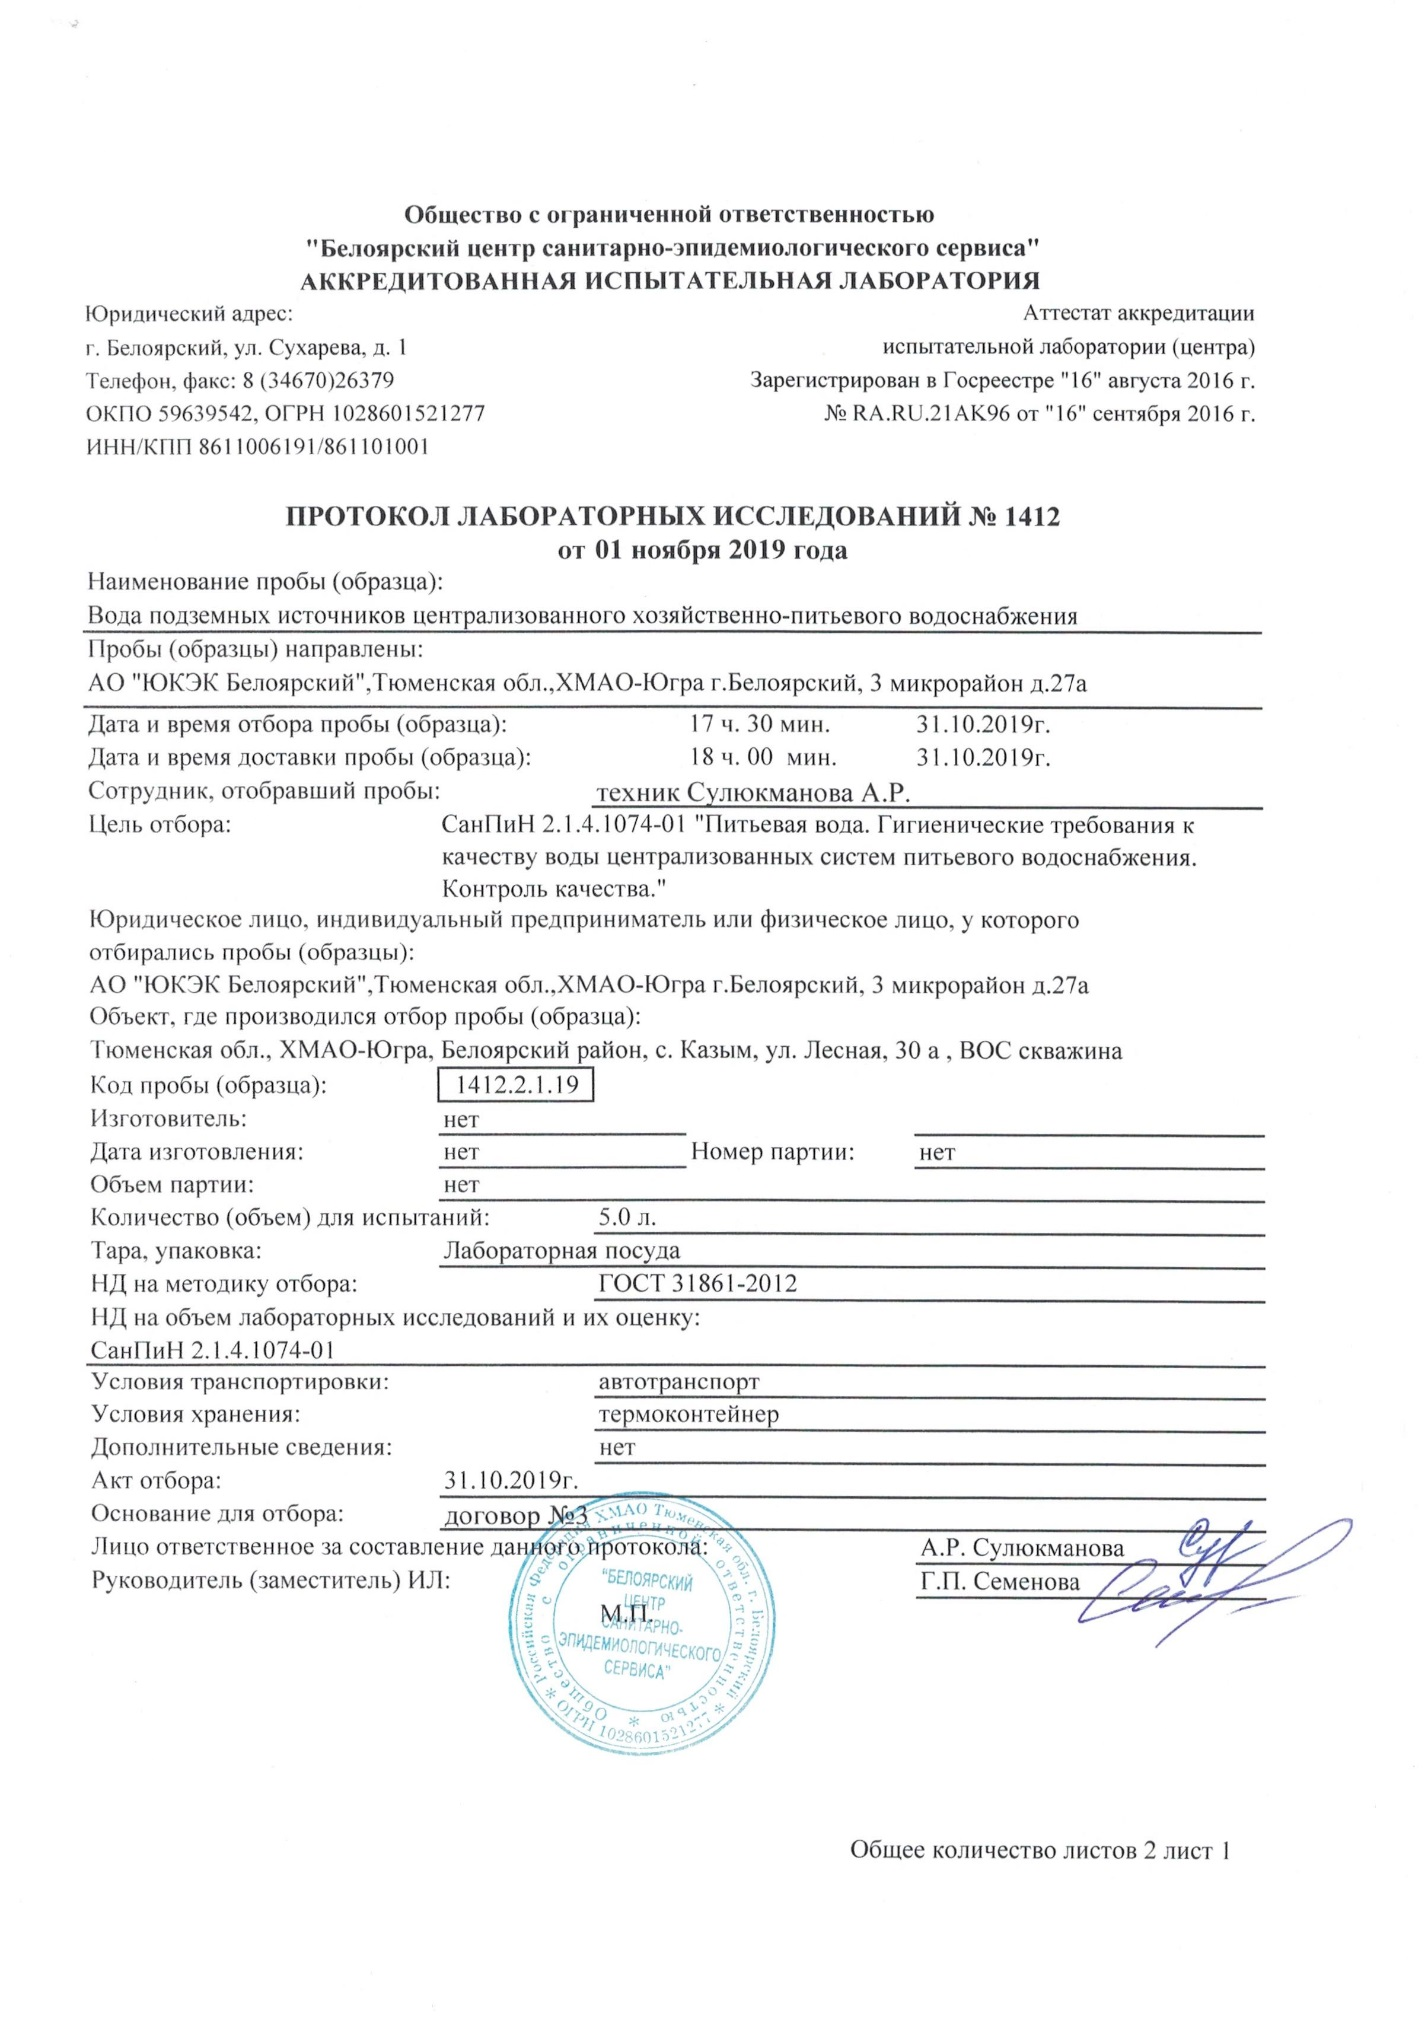 Общество с ограниченной ответственностью
"Белоярский центр санитарно-эпидемиологического сервиса"
АККРЕДИТОВАННАЯ ИСПЫТАТЕЛЬНАЯ ЛАБОРАТОРИЯ
Юридический адрес: Аттестат аккредитации
г. Белоярский, ул. Сухарева, д. 1 испытательной лаборатории (центра)
Телефон, факс: 8 (34670)26379 Зарегистрирован в Госреестре "16" августа 2016 г.
ОКПО 59639542, ОГРН 1028601521277 № RA.RU.21АК96 от "16" сентября 2016 г.
ИНН/КПП 8611006191/861101001
ПРОТОКОЛ ЛАБОРАТОРНЫХ ИССЛЕДОВАНИЙ № 1412
от 01 ноября 2019 года
Наименование пробы (образца):
Вода подземных источников централизованного хозяйственно-питьевого водоснабжения
Пробы (образцы) направлены:
АО "ЮКЭК Белоярский",Тюменская обл.,ХМАО-Югра г.Белоярский, 3 микрорайон д.27а
Дата и время отбора пробы (образца): 17 ч. 30 мин. 31.10.2019г.
Дата и время доставки пробы (образца): 18 ч. 00 мин. 31.10.2019г.
Сотрудник, отобравший пробы: техник Сулюкманова А.Р.
Цель отбора: СанПиН 2.1.4.1074-01 "Питьевая вода. Гигиенические требования к
качеству воды централизованных систем питьевого водоснабжения.
Контроль качества."
Юридическое лицо, индивидуальный предприниматель или физическое лицо, у которого
отбирались пробы (образцы):
АО "ЮКЭК Белоярский",Тюменская обл.,ХМАО-Югра г.Белоярский, 3 микрорайон д.27а
Объект, где производился отбор пробы (образца):
Тюменская обл., ХМАО-Югра, Белоярский район, с. Казым, ул. Лесная, 30 а , ВОС скважина
Код пробы (образца): 1412.2.1.19
Изготовитель: нет
Дата изготовления: нет Номер партии: нет
Объем партии: нет
Количество (объем) для испытаний: 5.0 л.
Тара, упаковка: Лабораторная посуда
НД на методику отбора: ГОСТ 31861-2012
НД на объем лабораторных исследований и их оценку:
СанПиН 2.1.4.1074-01
Условия транспортировки: автотранспорт
Условия хранения: термоконтейнер
Дополнительные сведения: нет
Акт отбора: 31.10.2019г.
Основание для отбора: договор №3
Лицо ответственное за составление данного протокола: А.Р. Сулюкманова
Руководитель (заместитель) ИЛ: Г.П. Семенова
М.П.
* Российская Федерация ХМАО Тюменская обл. г. Белоярский * ОГРН 1028601521277
Общество с ограниченной ответственностью *
"БЕЛОЯРСКИЙ
ЦЕНТР
САНИТАРНО-
ЭПИДЕМИОЛОГИЧЕСКОГО
СЕРВИСА"
Общее количество листов 2 лист 1